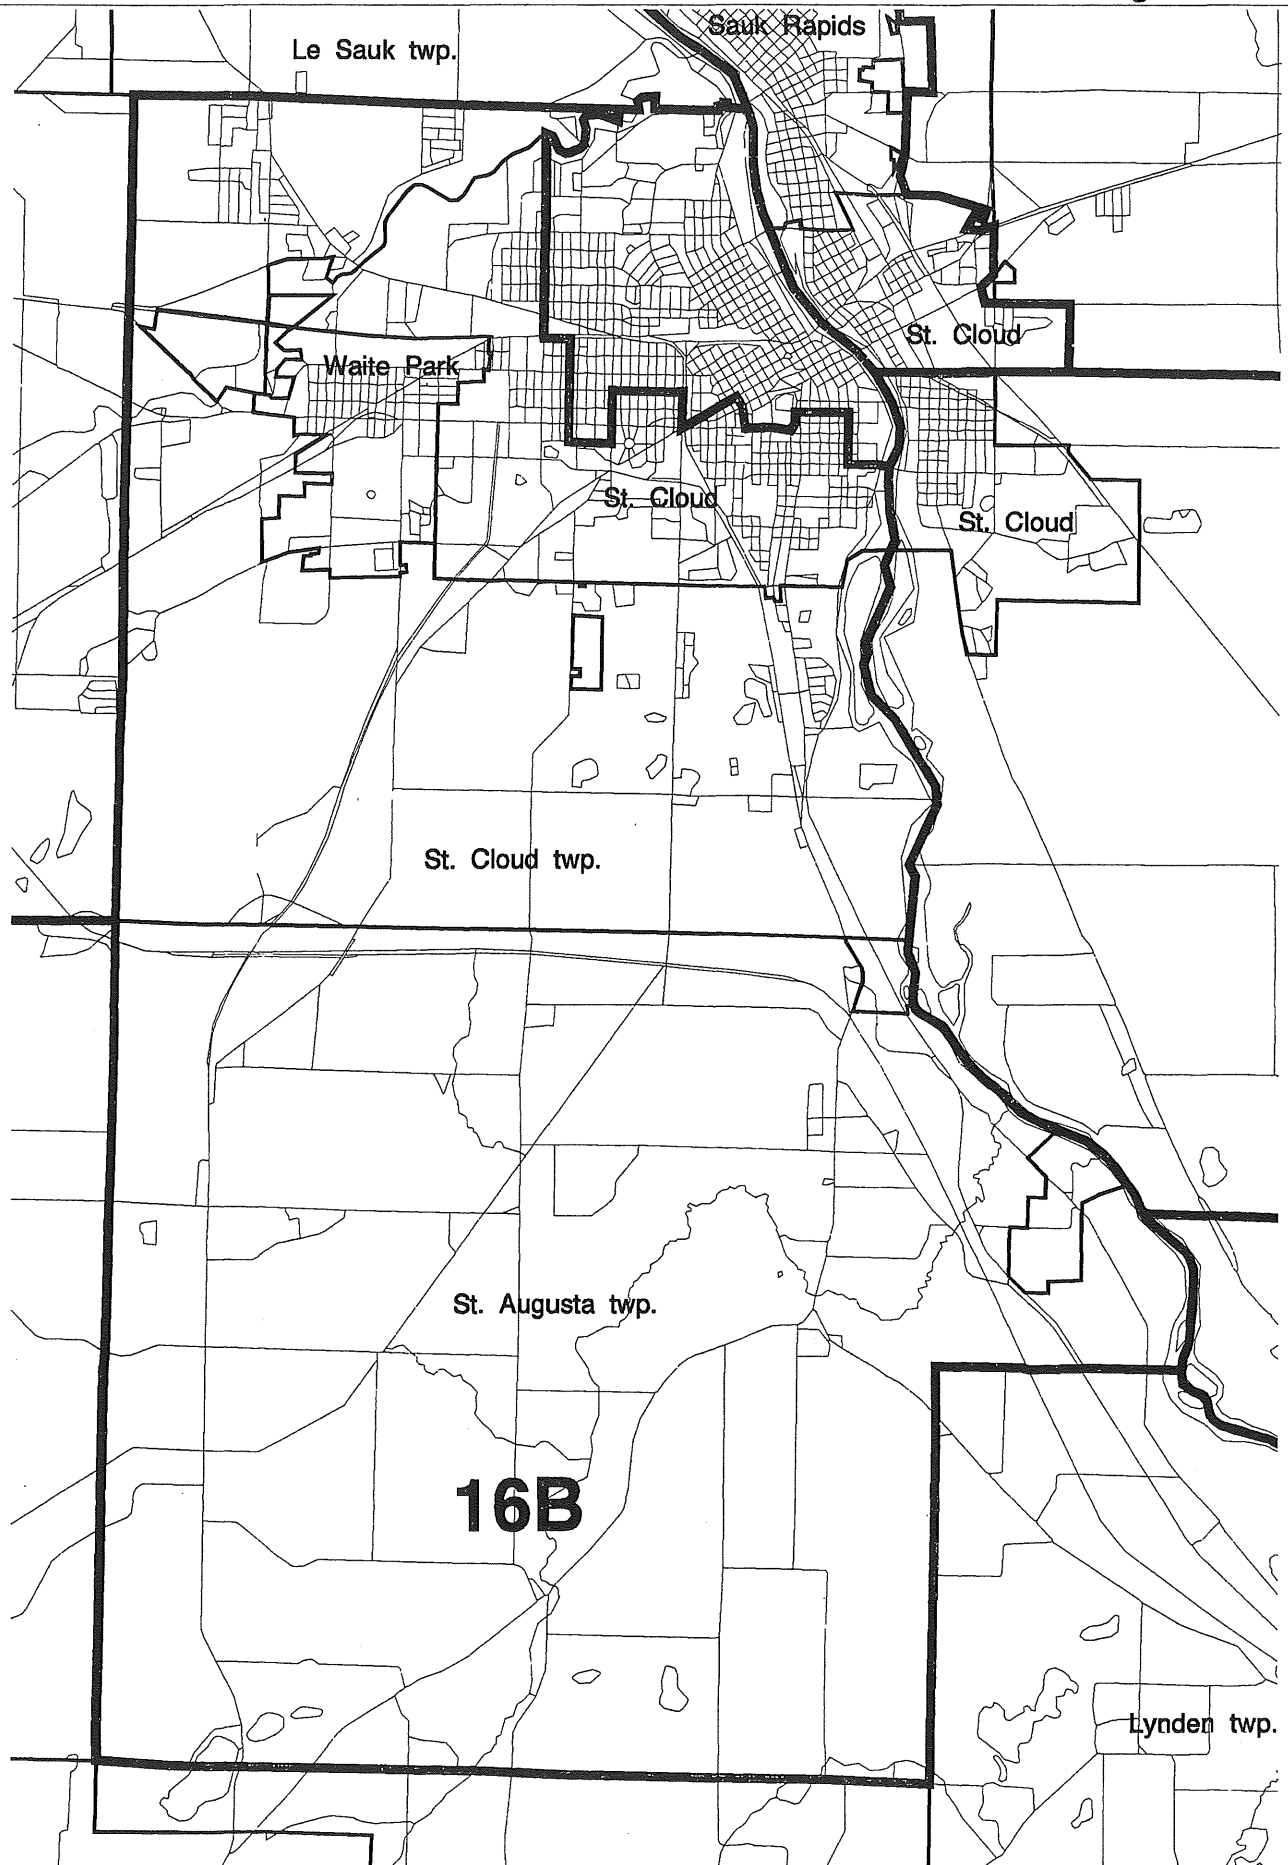 Sauk Rapids
Le Sauk twp.
St. Cloud
Waite Park
St. Cloud
St. Cloud
St. Cloud twp.
St. Augusta twp.
16B
Lynden twp.